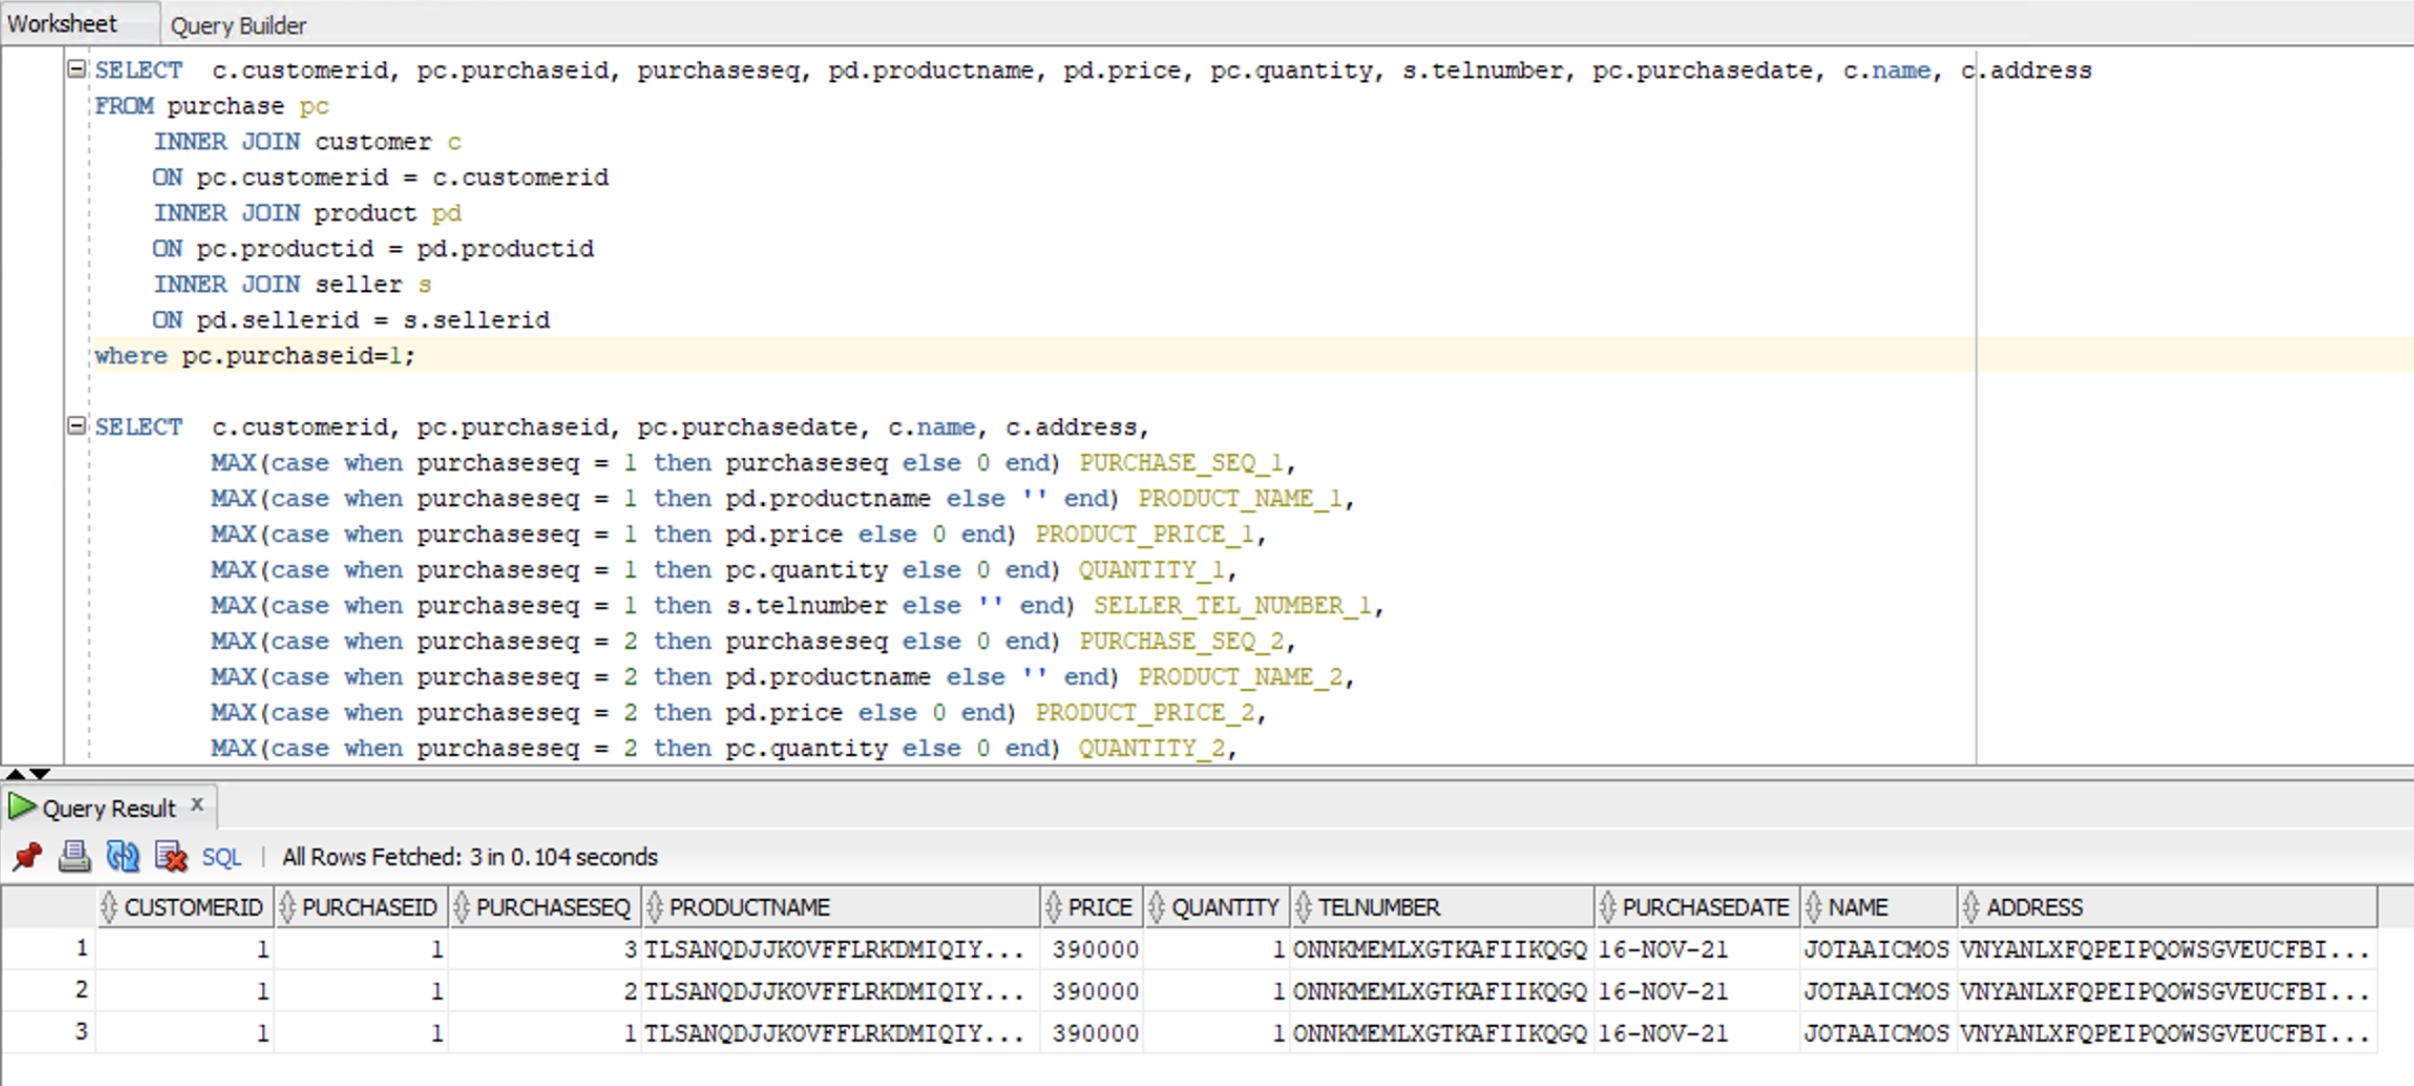 Worksheet Query Builder
SELECT c.customerid, pc.purchaseid, purchaseseq, pd.productname, pd.price, pc.quantity, s.telnumber, pc.purchasedate, c.name, c.address
FROM purchase pc
INNER JOIN customer c
ON pc.customerid = c.customerid
INNER JOIN product pd
ON pc.productid = pd.productid
INNER JOIN seller s
ON pd.sellerid = s.sellerid
where pc.purchaseid=1;
SELECT c.customerid, pc.purchaseid, pc.purchasedate, c.name, c.address,
MAX(case when purchaseseq = 1 then purchaseseq else 0 end) PURCHASE_SEQ_1,
MAX(case when purchaseseq = 1 then pd.productname else '' end) PRODUCT_NAME_1,
MAX(case when purchaseseq = 1 then pd.price else 0 end) PRODUCT_PRICE_1,
MAX(case when purchaseseq = 1 then pc.quantity else 0 end) QUANTITY_1,
MAX(case when purchaseseq = 1 then s.telnumber else '' end) SELLER_TEL_NUMBER_1,
MAX(case when purchaseseq = 2 then purchaseseq else 0 end) PURCHASE_SEQ_2,
MAX(case when purchaseseq = 2 then pd.productname else '' end) PRODUCT_NAME_2,
MAX(case when purchaseseq = 2 then pd.price else 0 end) PRODUCT_PRICE_2,
MAX(case when purchaseseq = 2 then pc.quantity else 0 end) QUANTITY_2,
Query Result x
SQL | All Rows Fetched: 3 in 0.104 seconds
CUSTOMERID PURCHASEID PURCHASESEQ PRODUCTNAME PRICE QUANTITY TELNUMBER PURCHASEDATE NAME ADDRESS
1 1 1 3 TLSANQDJJKOVFFLRKDMIQIY... 390000 1 ONNKMEMLXGTKAFIIKQGQ 16-NOV-21 JOTAAICMOS VNYANLXFQPEIPQOWSGVEUCFBI...
2 1 1 2 TLSANQDJJKOVFFLRKDMIQIY... 390000 1 ONNKMEMLXGTKAFIIKQGQ 16-NOV-21 JOTAAICMOS VNYANLXFQPEIPQOWSGVEUCFBI...
3 1 1 1 TLSANQDJJKOVFFLRKDMIQIY... 390000 1 ONNKMEMLXGTKAFIIKQGQ 16-NOV-21 JOTAAICMOS VNYANLXFQPEIPQOWSGVEUCFBI...